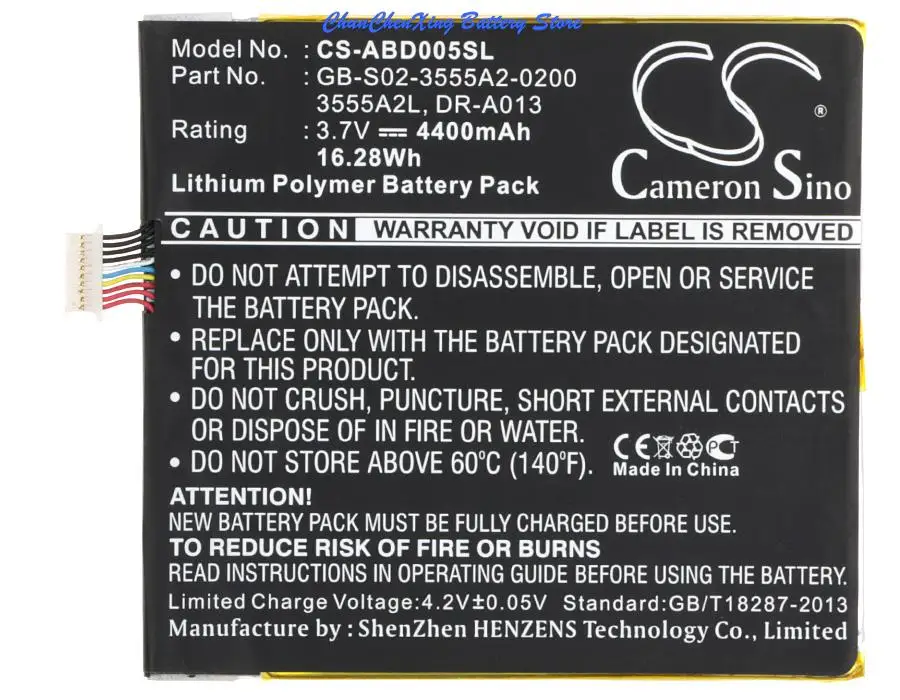 ChanChenXing Battery Store
Model No. : CS-ABD005SL
Part No. : GB-S02-3555A2-0200
3555A2L, DR-A013
Rating : 3.7V ⎓ 4400mAh
16.28Wh
Lithium Polymer Battery Pack
Cameron Sino ®
CAUTION WARRANTY VOID IF LABEL IS REMOVED
• DO NOT ATTEMPT TO DISASSEMBLE, OPEN OR SERVICE
THE BATTERY PACK.
• REPLACE ONLY WITH THE BATTERY PACK DESIGNATED
FOR THIS PRODUCT.
• DO NOT CRUSH, PUNCTURE, SHORT EXTERNAL CONTACTS
OR DISPOSE OF IN FIRE OR WATER.
• DO NOT STORE ABOVE 60°C (140°F).
CE PCT
Made In China
ATTENTION!
NEW BATTERY PACK MUST BE FULLY CHARGED BEFORE USE.
TO REDUCE RISK OF FIRE OR BURNS
READ INSTRUCTIONS IN OPERATING GUIDE BEFORE USING THE BATTERY.
Limited Charge Voltage:4.2V±0.05V Standard:GB/T18287-2013
Manufacture by : ShenZhen HENZENS Technology Co., Limited